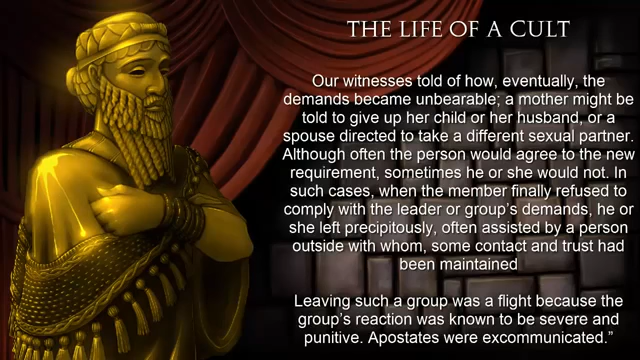 THE LIFE OF A CULT
Our witnesses told of how, eventually, the
demands became unbearable; a mother might be
told to give up her child or her husband, or a
spouse directed to take a different sexual partner.
Although often the person would agree to the new
requirement, sometimes he or she would not. In
such cases, when the member finally refused to
comply with the leader or group's demands, he or
she left precipitously, often assisted by a person
outside with whom, some contact and trust had
been maintained
Leaving such a group was a flight because the
group's reaction was known to be severe and
punitive. Apostates were excommunicated.”